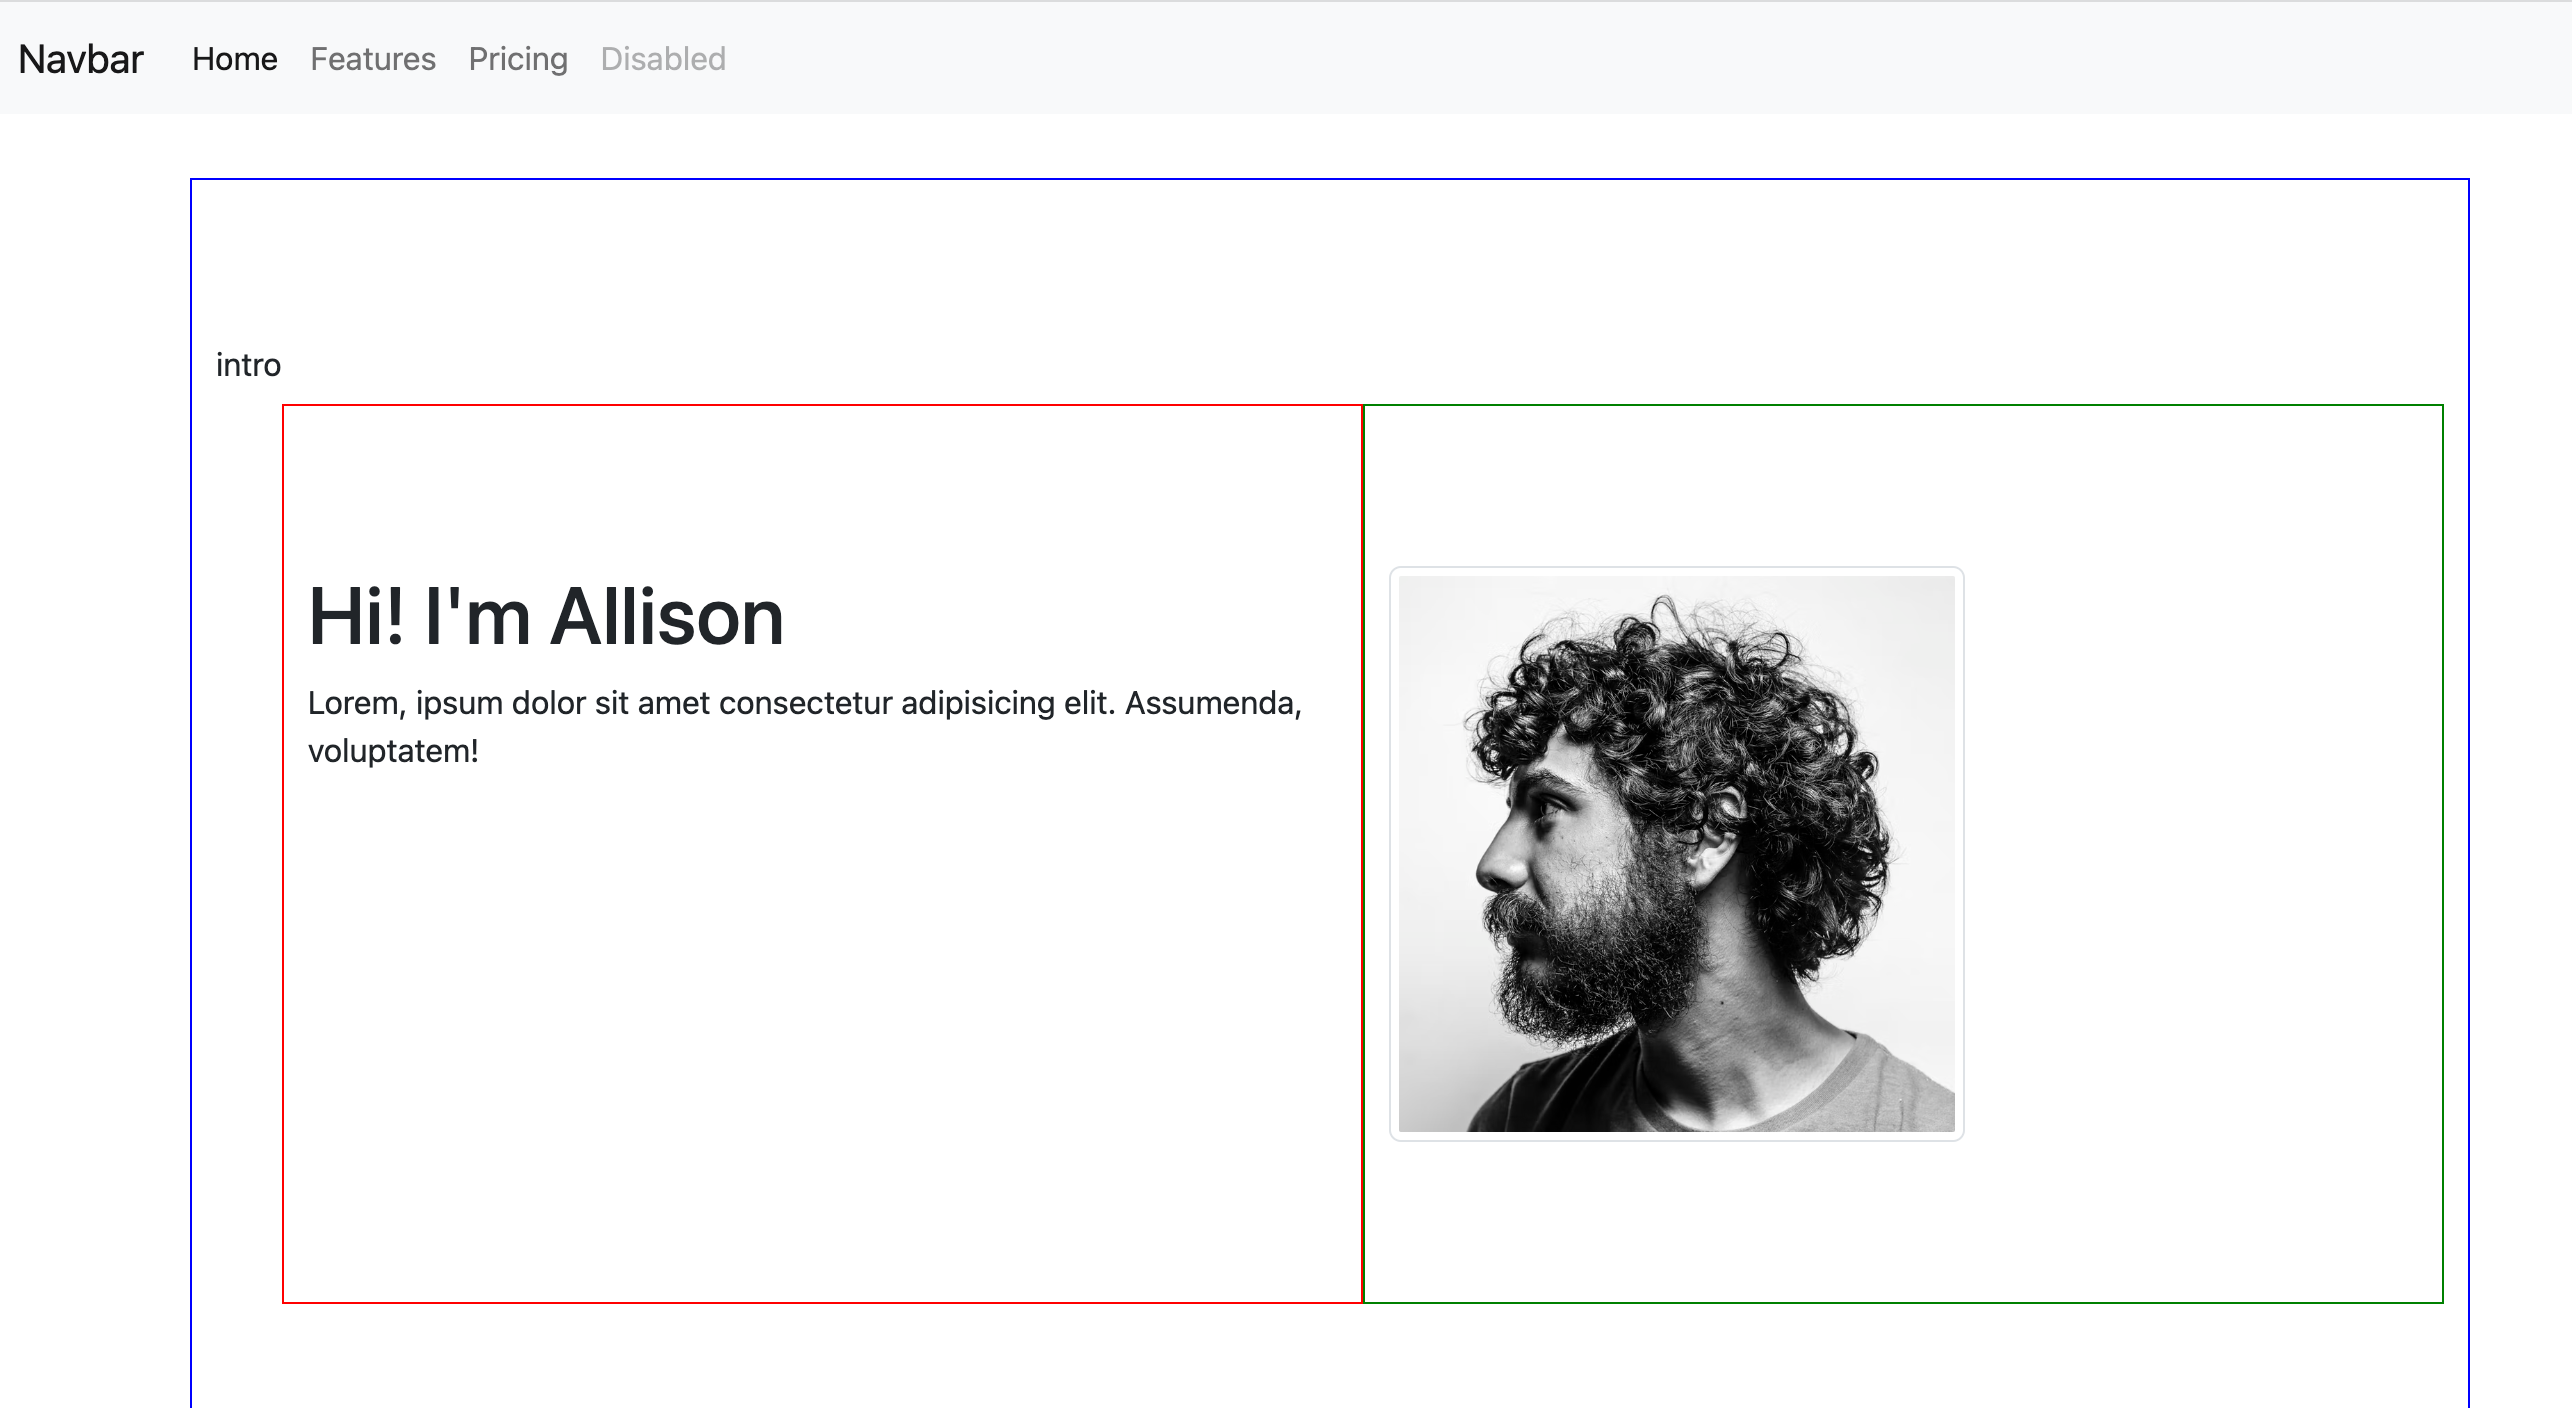 Navbar Home Features Pricing Disabled
intro
Hi! I'm Allison
Lorem, ipsum dolor sit amet consectetur adipisicing elit. Assumenda,
voluptatem!